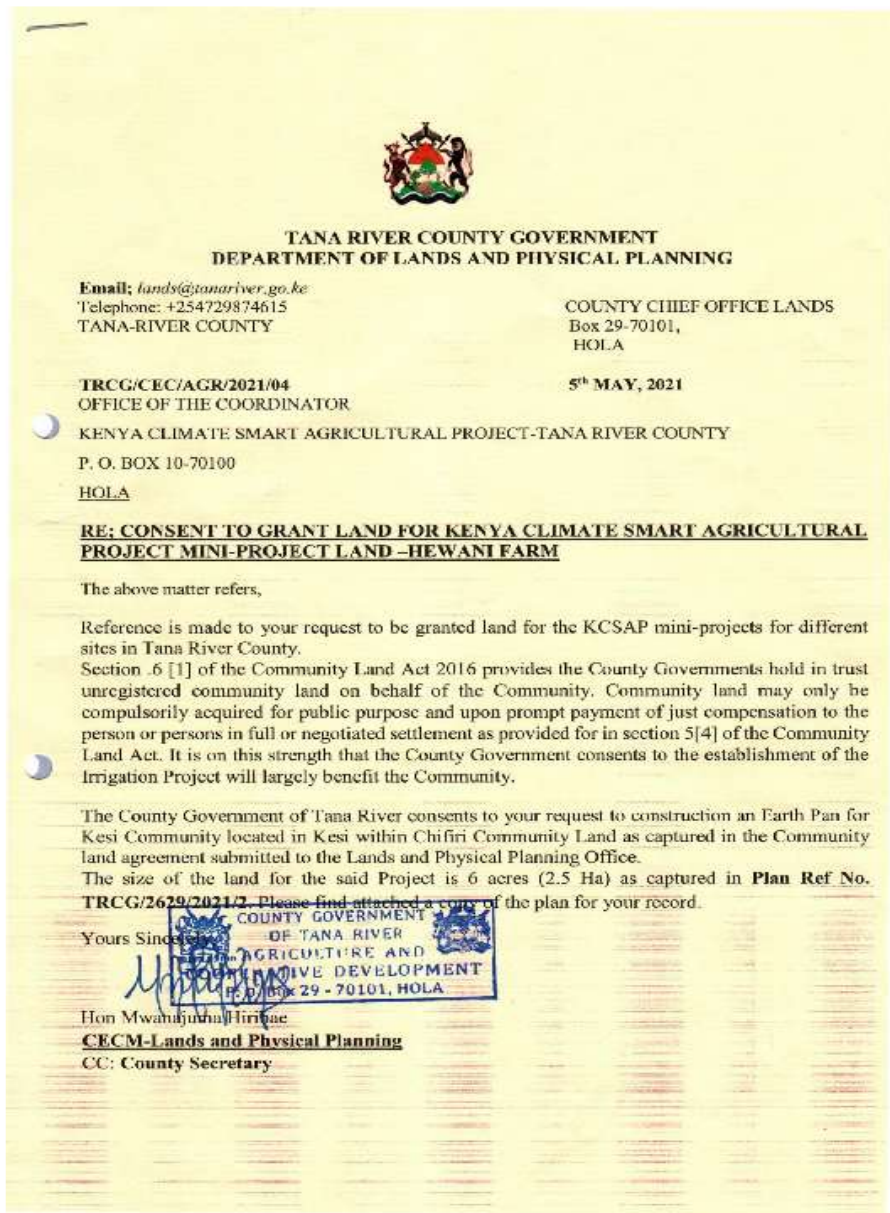 TANA RIVER COUNTY GOVERNMENT
DEPARTMENT OF LANDS AND PHYSICAL PLANNING
Email; lands@tanariver.go.ke
Telephone: +254729874615
TANA-RIVER COUNTY
COUNTY CHIEF OFFICE LANDS
Box 29-70101,
HOLA
TRCG/CEC/AGR/2021/04
5th MAY, 2021
OFFICE OF THE COORDINATOR
KENYA CLIMATE SMART AGRICULTURAL PROJECT-TANA RIVER COUNTY
P. O. BOX 10-70100
HOLA
RE; CONSENT TO GRANT LAND FOR KENYA CLIMATE SMART AGRICULTURAL
PROJECT MINI-PROJECT LAND –HEWANI FARM
The above matter refers,
Reference is made to your request to be granted land for the KCSAP mini-projects for different
sites in Tana River County.
Section .6 [1] of the Community Land Act 2016 provides the County Governments hold in trust
unregistered community land on behalf of the Community. Community land may only be
compulsorily acquired for public purpose and upon prompt payment of just compensation to the
person or persons in full or negotiated settlement as provided for in section 5[4] of the Community
Land Act. It is on this strength that the County Government consents to the establishment of the
Irrigation Project will largely benefit the Community.
The County Government of Tana River consents to your request to construction an Earth Pan for
Kesi Community located in Kesi within Chifiri Community Land as captured in the Community
land agreement submitted to the Lands and Physical Planning Office.
The size of the land for the said Project is 6 acres (2.5 Ha) as captured in Plan Ref No.
TRCG/2629/2021/2. Please find attached a copy of the plan for your record.
Yours Sincerely
COUNTY GOVERNMENT
OF TANA RIVER
AGRICULTURE AND
COOPERATIVE DEVELOPMENT
P. O. Box 29 - 70101, HOLA
Hon Mwanajuma Hiribae
CECM-Lands and Physical Planning
CC: County Secretary